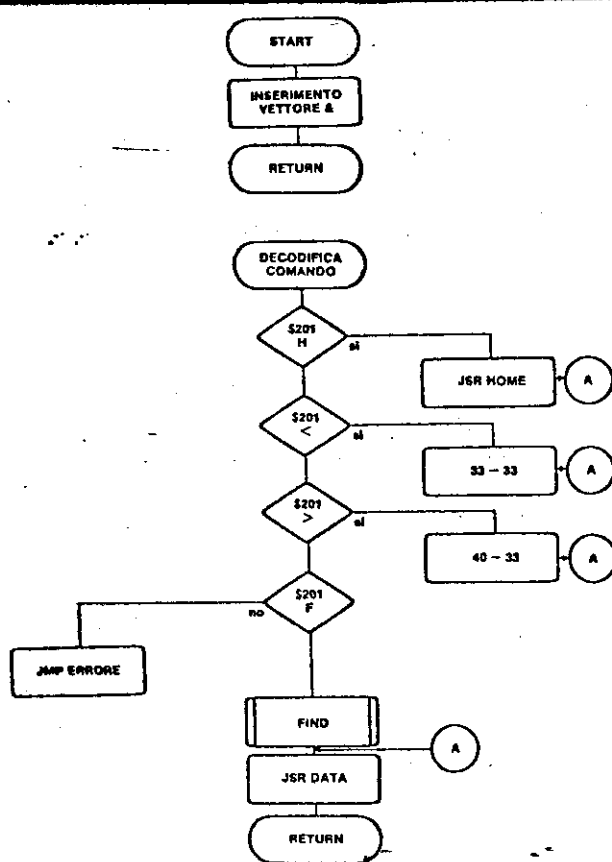 START
INSERIMENTO
VETTORE &
RETURN
DECODIFICA
COMANDO
$201
H
si
JSR HOME
A
$201
<
si
33 – 33
A
$201
>
si
40 – 33
A
$201
F
no
JMP ERRORE
FIND
A
JSR DATA
RETURN